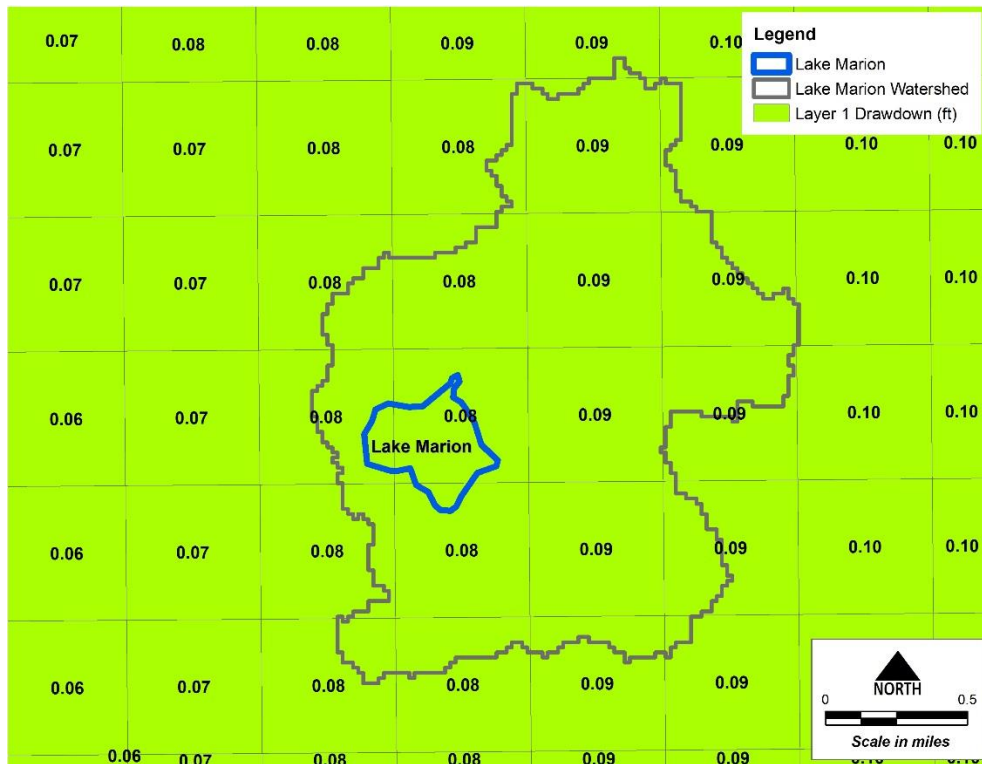 0.07 0.08 0.08 0.09 0.09 0.10
Legend
Lake Marion
Lake Marion Watershed
Layer 1 Drawdown (ft)
0.07 0.07 0.08 0.08 0.09 0.09 0.10 0.10
0.07 0.07 0.08 0.08 0.09 0.09 0.10 0.10
0.06 0.07 0.08 0.08 0.09 0.09 0.10 0.10
Lake Marion
0.06 0.07 0.08 0.08 0.09 0.09 0.10 0.10
0.06 0.07 0.08 0.08 0.09 0.09
NORTH
0 0.5
Scale in miles
0.06 0.07 0.08 0.08 0.09 0.09